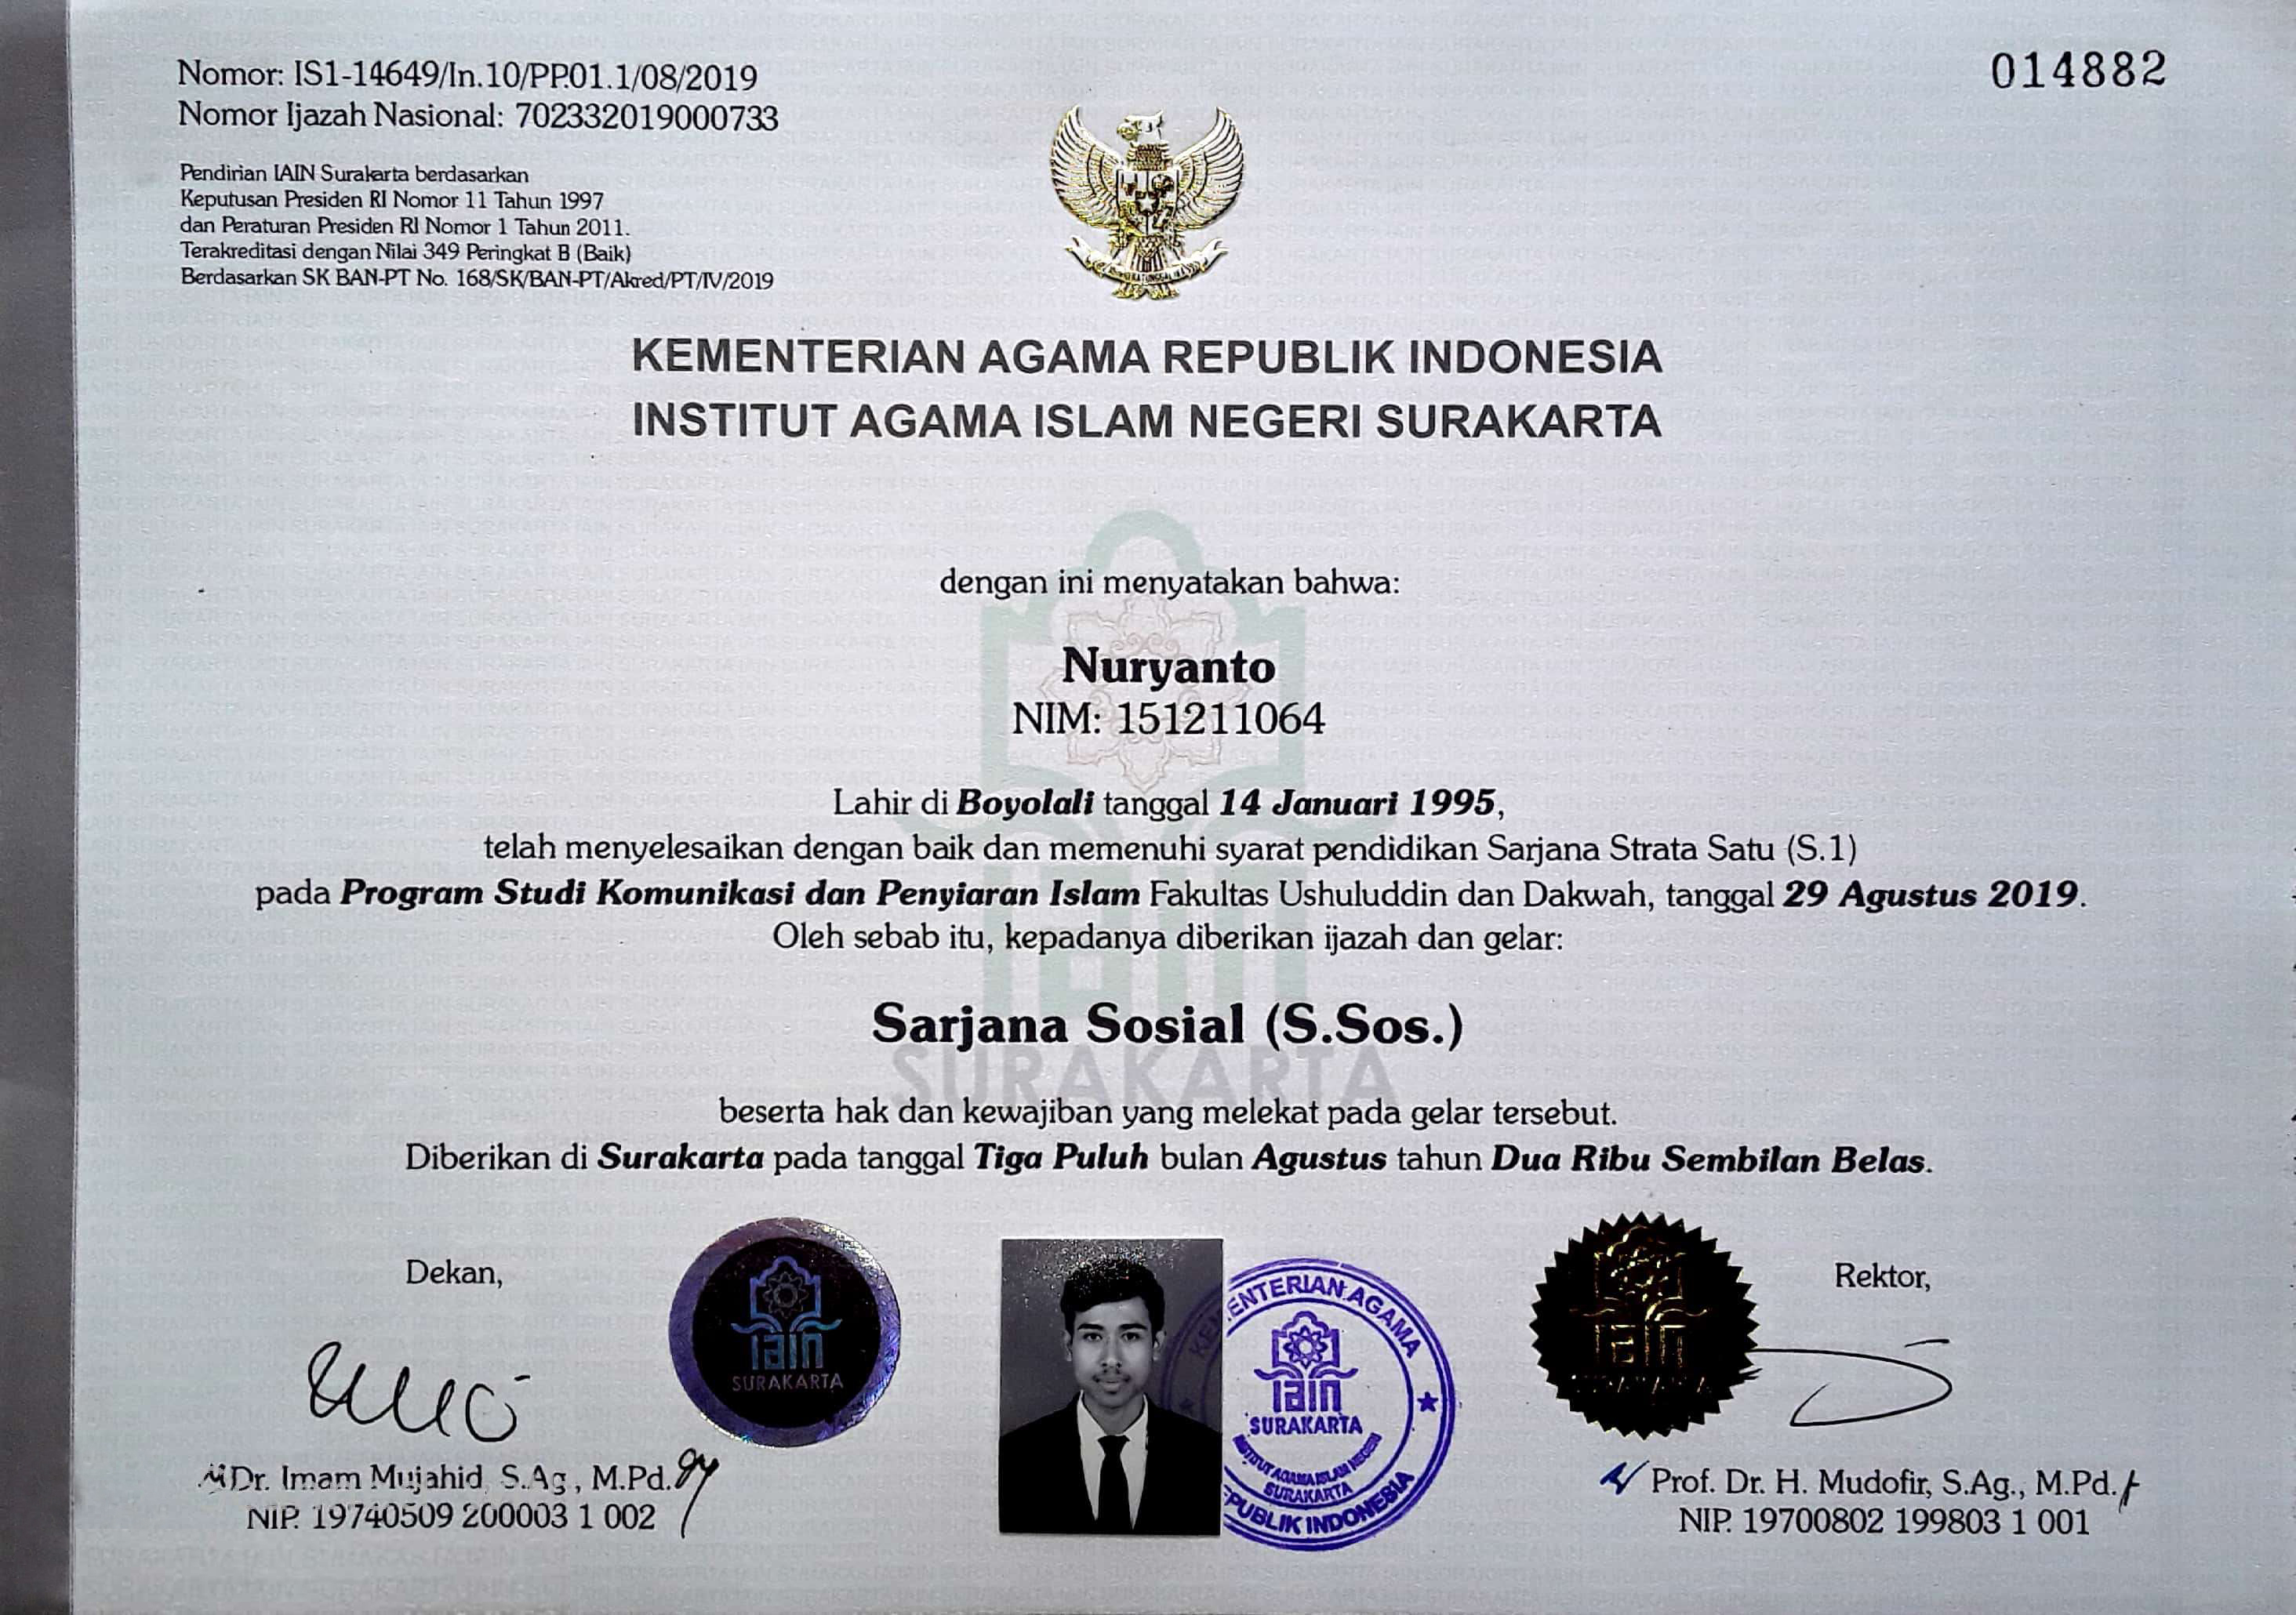 Nomor: IS1-14649/In.10/PP.01.1/08/2019
Nomor Ijazah Nasional: 702332019000733
014882
Pendirian IAIN Surakarta berdasarkan
Keputusan Presiden RI Nomor 11 Tahun 1997
dan Peraturan Presiden RI Nomor 1 Tahun 2011.
Terakreditasi dengan Nilai 349 Peringkat B (Baik)
Berdasarkan SK BAN-PT No. 168/SK/BAN-PT/Akred/PT/IV/2019
KEMENTERIAN AGAMA REPUBLIK INDONESIA
INSTITUT AGAMA ISLAM NEGERI SURAKARTA
dengan ini menyatakan bahwa:
Nuryanto
NIM: 151211064
Lahir di Boyolali tanggal 14 Januari 1995,
telah menyelesaikan dengan baik dan memenuhi syarat pendidikan Sarjana Strata Satu (S.1)
pada Program Studi Komunikasi dan Penyiaran Islam Fakultas Ushuluddin dan Dakwah, tanggal 29 Agustus 2019.
Oleh sebab itu, kepadanya diberikan ijazah dan gelar:
Sarjana Sosial (S.Sos.)
SURAKARTA
beserta hak dan kewajiban yang melekat pada gelar tersebut.
Diberikan di Surakarta pada tanggal Tiga Puluh bulan Agustus tahun Dua Ribu Sembilan Belas.
Dekan,
Rektor,
iain
SURAKARTA
KEMENTERIAN AGAMA
iain
SURAKARTA
INSTITUT AGAMA ISLAM NEGERI
SURAKARTA
PUBLIK INDONESIA
iain
Dr. Imam Mujahid, S.Ag., M.Pd.
NIP. 19740509 200003 1 002
Prof. Dr. H. Mudofir, S.Ag., M.Pd.
NIP. 19700802 199803 1 001